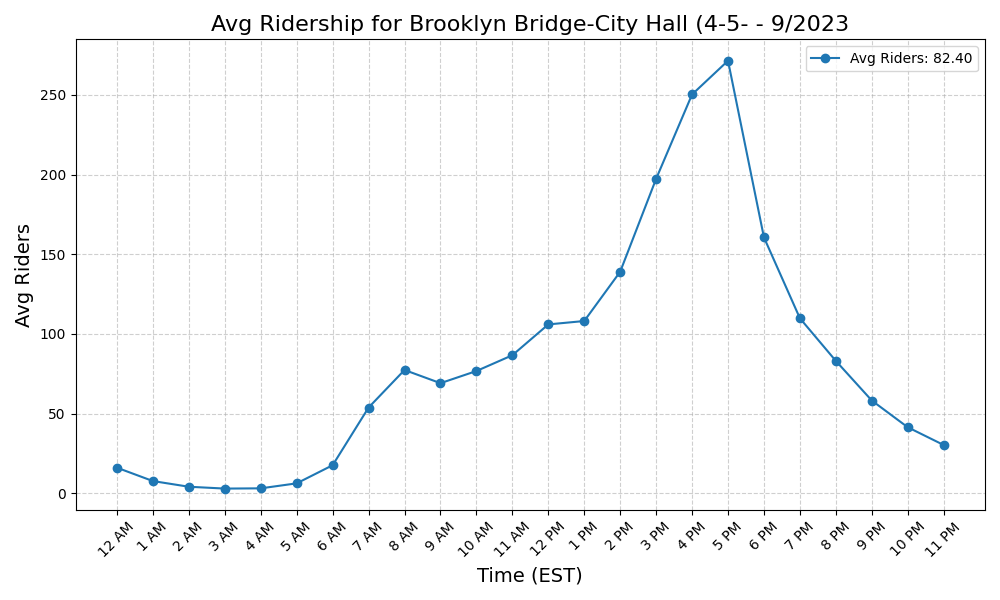 Avg Ridership for Brooklyn Bridge-City Hall (4-5- - 9/2023
Avg Riders: 82.40
Avg Riders
250
200
150
100
50
0
12 AM
1 AM
2 AM
3 AM
4 AM
5 AM
6 AM
7 AM
8 AM
9 AM
10 AM
11 AM
12 PM
1 PM
2 PM
3 PM
4 PM
5 PM
6 PM
7 PM
8 PM
9 PM
10 PM
11 PM
Time (EST)